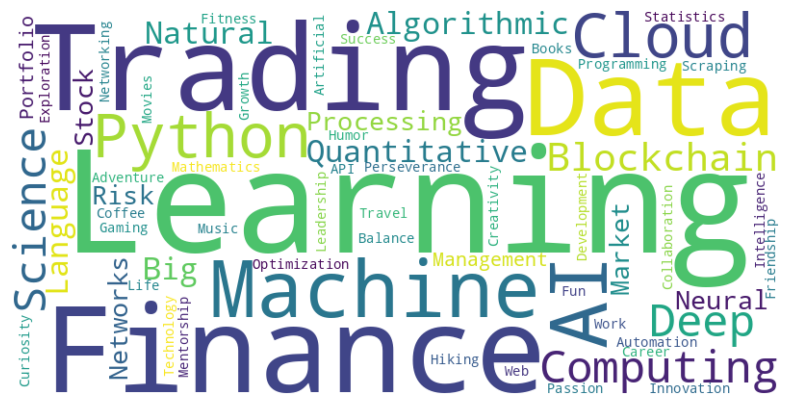 Trading
Learning
Finance
Data
Machine
Cloud
Python
AI
Science
Computing
Deep
Blockchain
Algorithmic
Natural
Quantitative
Processing
Language
Stock
Risk
Big
Networks
Market
Neural
Management
Portfolio
Exploration
Networking
Fitness
Movies
Growth
Success
Artificial
Statistics
Books
Programming
Scraping
Humor
API
Perseverance
Mathematics
Adventure
Coffee
Gaming
Music
Leadership
Travel
Balance
Creativity
Development
Collaboration
Intelligence
Friendship
Optimization
Life
Technology
Mentorship
Curiosity
Hiking
Web
Fun
Work
Automation
Career
Passion
Innovation